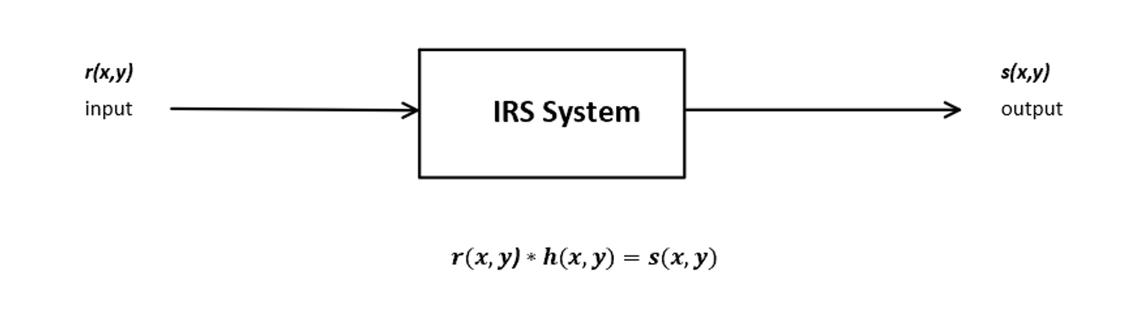 r(x,y)
input
IRS System
s(x,y)
output
r(x, y) * h(x, y) = s(x, y)